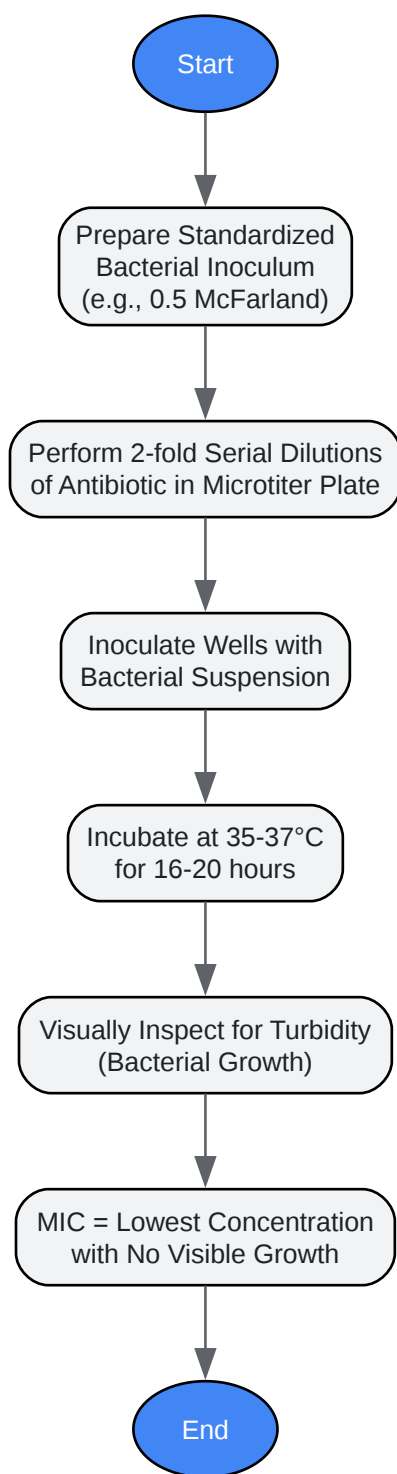 Start
Prepare Standardized
Bacterial Inoculum
(e.g., 0.5 McFarland)
Perform 2-fold Serial Dilutions
of Antibiotic in Microtiter Plate
Inoculate Wells with
Bacterial Suspension
Incubate at 35-37°C
for 16-20 hours
Visually Inspect for Turbidity
(Bacterial Growth)
MIC = Lowest Concentration
with No Visible Growth
End